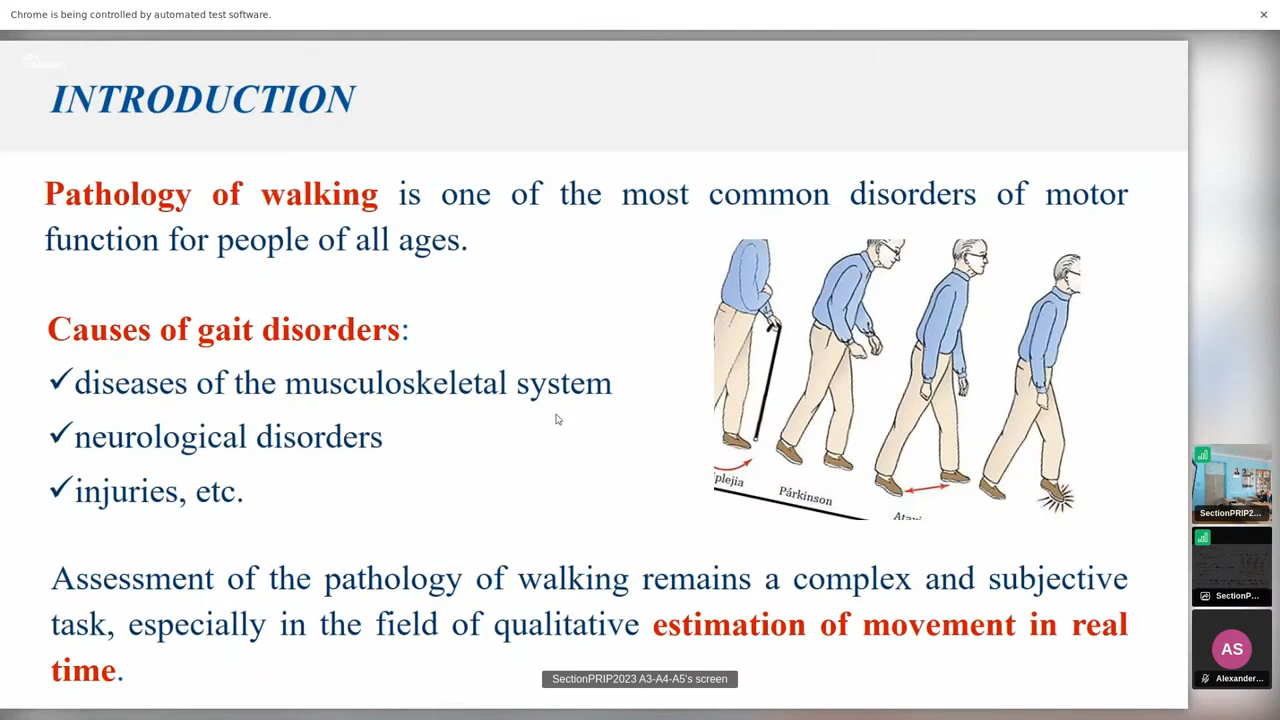 Chrome is being controlled by automated test software.
INTRODUCTION
Pathology of walking is one of the most common disorders of motor
function for people of all ages.
Causes of gait disorders:
✓diseases of the musculoskeletal system
✓neurological disorders
✓injuries, etc.
plejia
Párkinson
Assessment of the pathology of walking remains a complex and subjective
task, especially in the field of qualitative estimation of movement in real
time.
SectionPRIP2023 A3-A4-A5's screen
SectionPRIP2...
SectionP...
AS
Alexander...